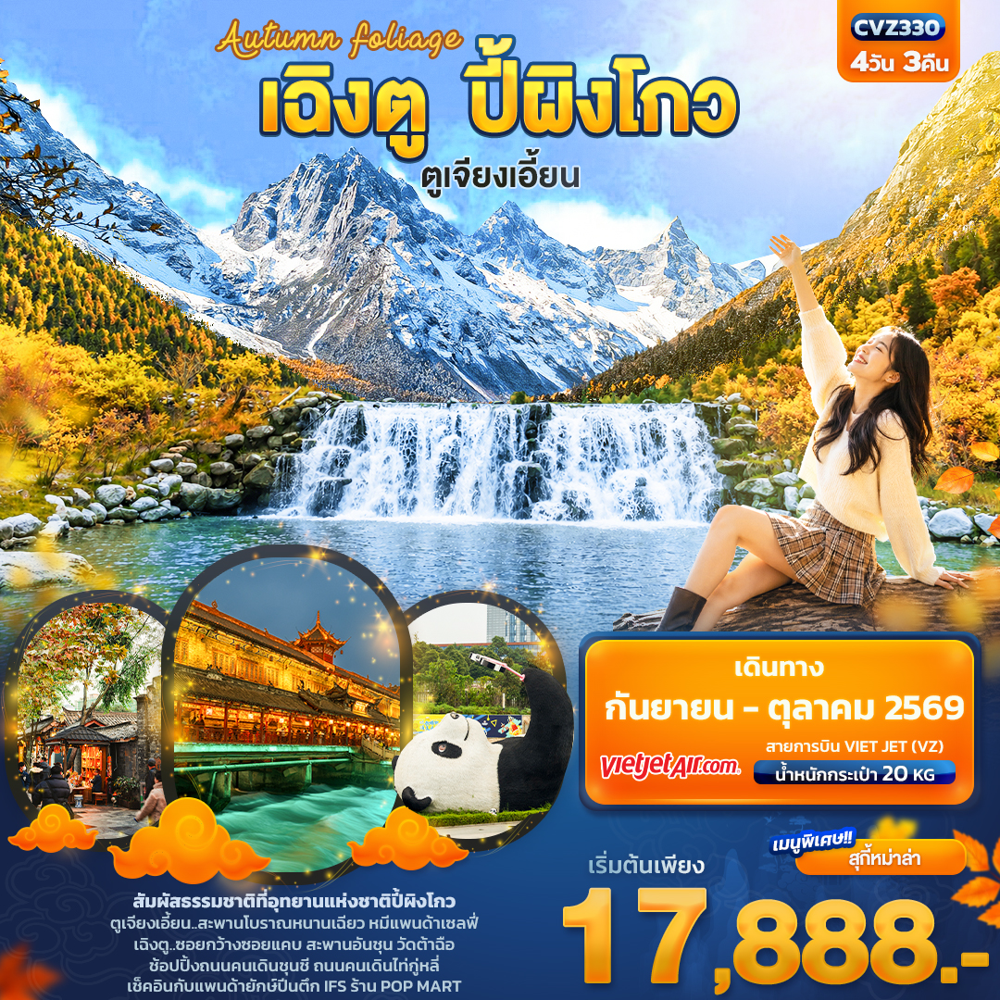 Autumn foliage
CVZ330
4วัน 3คืน
เฉิงตู ปี้ผิงโกว
ตูเจียงเอี้ยน
เดินทาง
กันยายน - ตุลาคม 2569
สายการบิน VIET JET (VZ)
vietjetAir.com
น้ำหนักกระเป๋า 20 KG
เมนูพิเศษ!!
สุกี้หม่าล่า
เริ่มต้นเพียง
17,888.-
สัมผัสธรรมชาติที่อุทยานแห่งชาติปี้ผิงโกว
ตูเจียงเอี้ยน..สะพานโบราณหนานเฉียว หมีแพนด้าเซลฟี่
เฉิงตู..ซอยกว้างซอยแคบ สะพานอันชุน วัดต้าฉือ
ช้อปปิ้งถนนคนเดินชุนซี ถนนคนเดินไท่กู่หลี่
เช็คอินกับแพนด้ายักษ์ปีนตึก IFS ร้าน POP MART